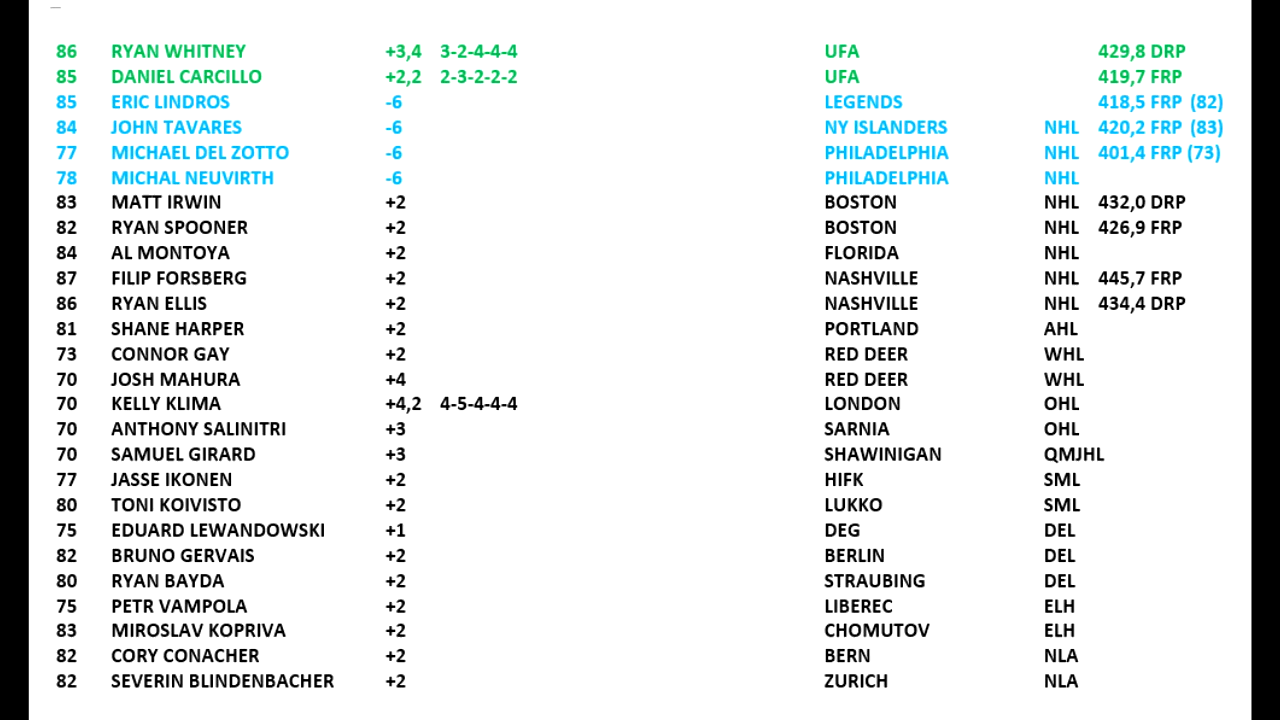 86 RYAN WHITNEY +3,4 3-2-4-4-4 UFA 429,8 DRP
85 DANIEL CARCILLO +2,2 2-3-2-2-2 UFA 419,7 FRP
85 ERIC LINDROS -6 LEGENDS 418,5 FRP (82)
84 JOHN TAVARES -6 NY ISLANDERS NHL 420,2 FRP (83)
77 MICHAEL DEL ZOTTO -6 PHILADELPHIA NHL 401,4 FRP (73)
78 MICHAL NEUVIRTH -6 PHILADELPHIA NHL
83 MATT IRWIN +2 BOSTON NHL 432,0 DRP
82 RYAN SPOONER +2 BOSTON NHL 426,9 FRP
84 AL MONTOYA +2 FLORIDA NHL
87 FILIP FORSBERG +2 NASHVILLE NHL 445,7 FRP
86 RYAN ELLIS +2 NASHVILLE NHL 434,4 DRP
81 SHANE HARPER +2 PORTLAND AHL
73 CONNOR GAY +2 RED DEER WHL
70 JOSH MAHURA +4 RED DEER WHL
70 KELLY KLIMA +4,2 4-5-4-4-4 LONDON OHL
70 ANTHONY SALINITRI +3 SARNIA OHL
70 SAMUEL GIRARD +3 SHAWINIGAN QMJHL
77 JASSE IKONEN +2 HIFK SML
80 TONI KOIVISTO +2 LUKKO SML
75 EDUARD LEWANDOWSKI +1 DEG DEL
82 BRUNO GERVAIS +2 BERLIN DEL
80 RYAN BAYDA +2 STRAUBING DEL
75 PETR VAMPOLA +2 LIBEREC ELH
83 MIROSLAV KOPRIVA +2 CHOMUTOV ELH
82 CORY CONACHER +2 BERN NLA
82 SEVERIN BLINDENBACHER +2 ZURICH NLA